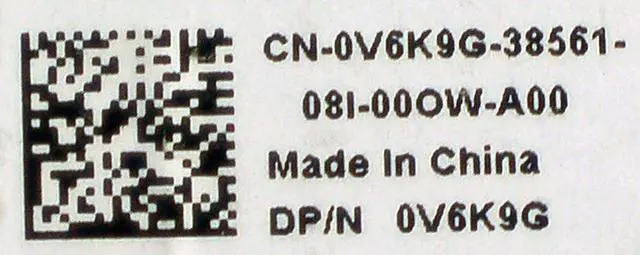 CN-0V6K9G-38561-
08I-00OW-A00
Made In China
DP/N 0V6K9G